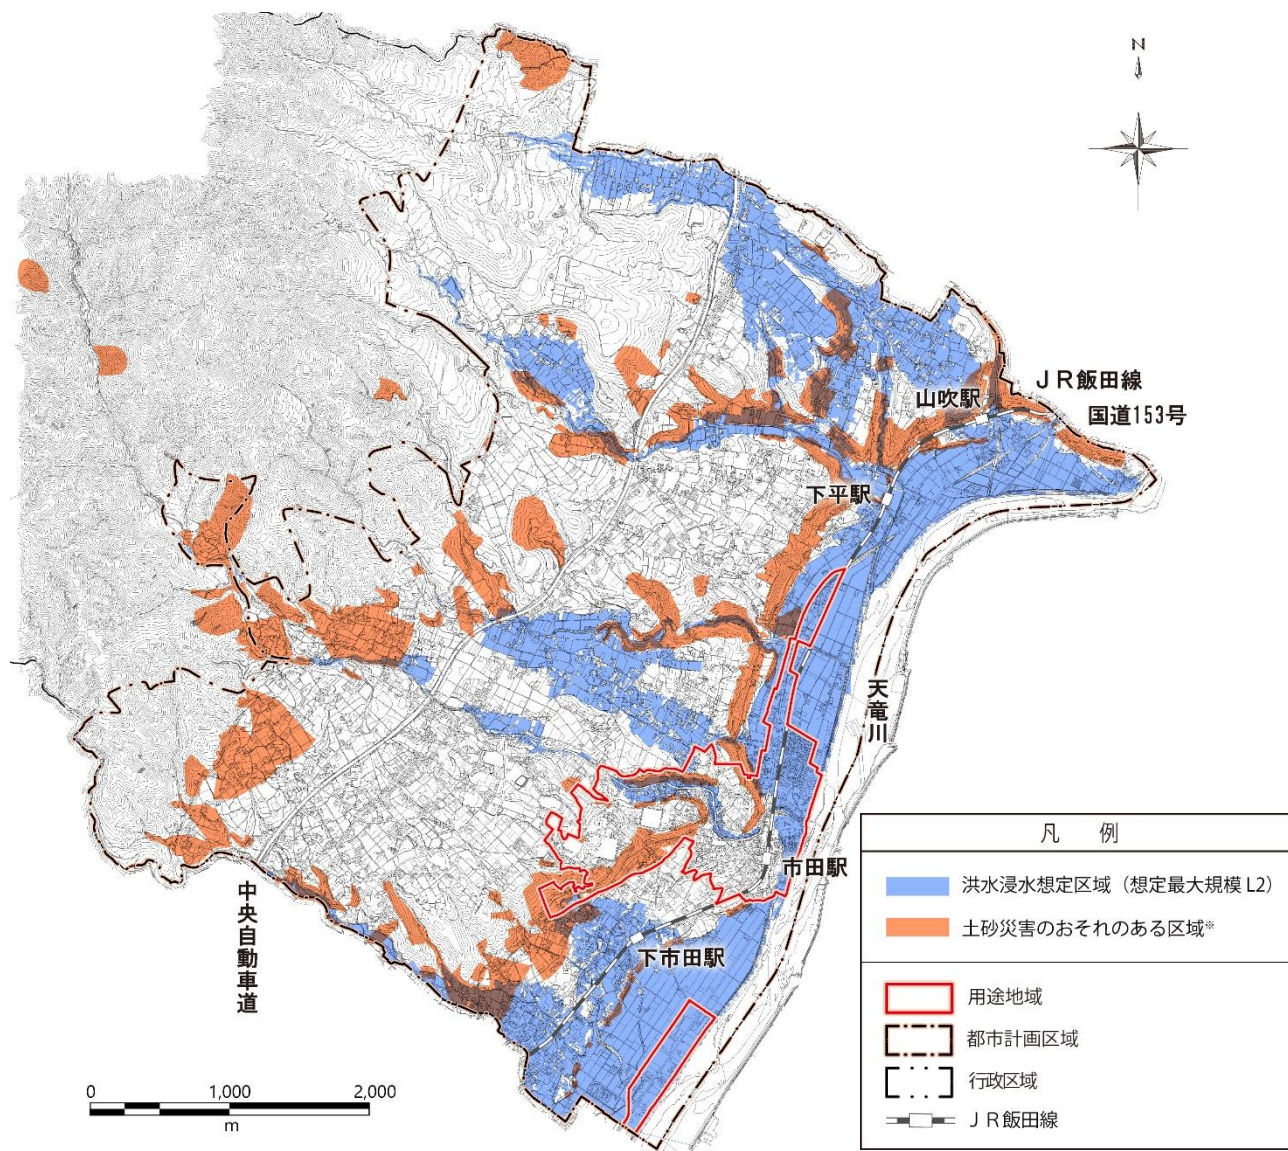 N
JR飯田線
山吹駅
国道153号
下平駅
天竜川
市田駅
下市田駅
中央自動車道
0 1,000 2,000
m
凡 例
洪水浸水想定区域（想定最大規模 L2）
土砂災害のおそれのある区域※
用途地域
都市計画区域
行政区域
JR飯田線